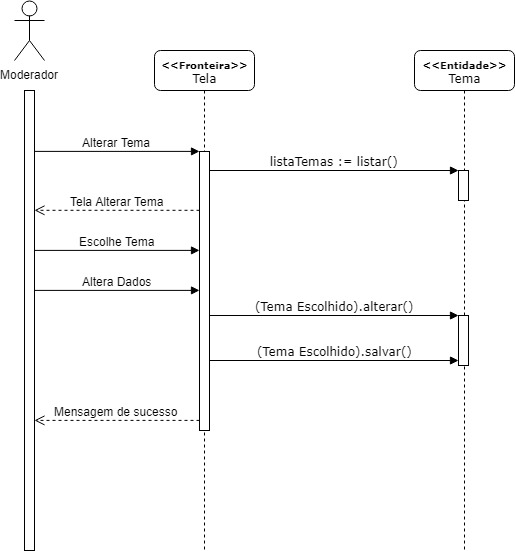 Moderador
<<Fronteira>>
Tela
<<Entidade>>
Tema
Alterar Tema
listaTemas := listar()
Tela Alterar Tema
Escolhe Tema
Altera Dados
(Tema Escolhido).alterar()
(Tema Escolhido).salvar()
Mensagem de sucesso